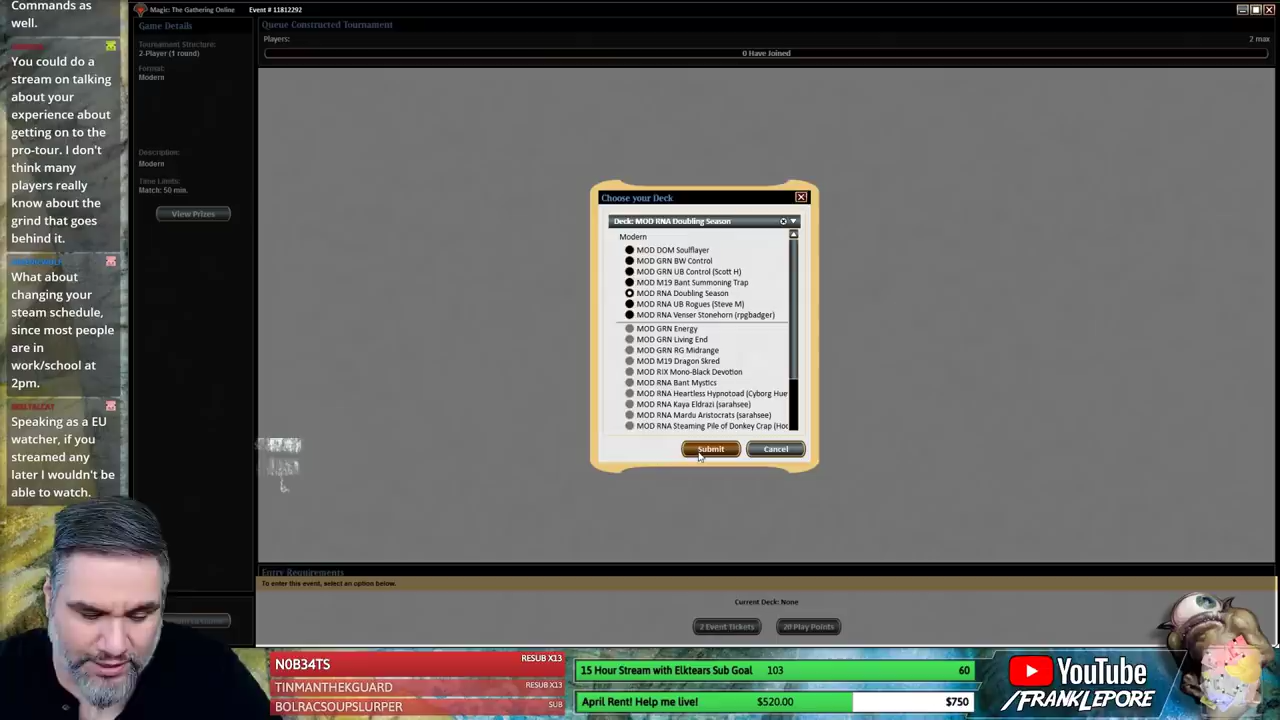 Commands as
well.
You could do a
stream on talking
about your
experience about
getting on to the
pro-tour. I don't
think many
players really
know about the
grind that goes
behind it.
What about
changing your
steam schedule,
since most people
are in
work/school at
2pm.
Speaking as a EU
watcher, if you
streamed any
later I wouldn't be
able to watch.
Magic: The Gathering Online Event # 11812292
Game Details
Tournament Structure:
2-Player (1 round)
Format:
Modern
Description:
Modern
Time Limits:
Match: 50 min.
View Prizes
Queue Constructed Tournament
Players: 2 max
0 Have Joined
Choose your Deck
Deck: MOD RNA Doubling Season
Modern
MOD DOM Soulflayer
MOD GRN BW Control
MOD GRN UB Control (Scott H)
MOD M19 Bant Summoning Trap
MOD RNA Doubling Season
MOD RNA UB Rogues (Steve M)
MOD RNA Venser Stonehorn (rpgbadger)
MOD GRN Energy
MOD GRN Living End
MOD GRN RG Midrange
MOD M19 Dragon Skred
MOD RIX Mono-Black Devotion
MOD RNA Bant Mystics
MOD RNA Heartless Hypnotoad (Cyborg Hue
MOD RNA Kaya Eldrazi (sarahsee)
MOD RNA Mardu Aristocrats (sarahsee)
MOD RNA Steaming Pile of Donkey Crap (Hoo
Submit Cancel
Entry Requirements
To enter this event, select an option below.
Current Deck: None
2 Event Tickets 20 Play Points
N0B34TS RESUB X13
TINMANTHEKGUARD RESUB X13
BOLRACSOUPSLURPER SUB
15 Hour Stream with Elktears Sub Goal 103 60
April Rent! Help me live! $520.00 $750
YouTube
/FRANKLEPORE